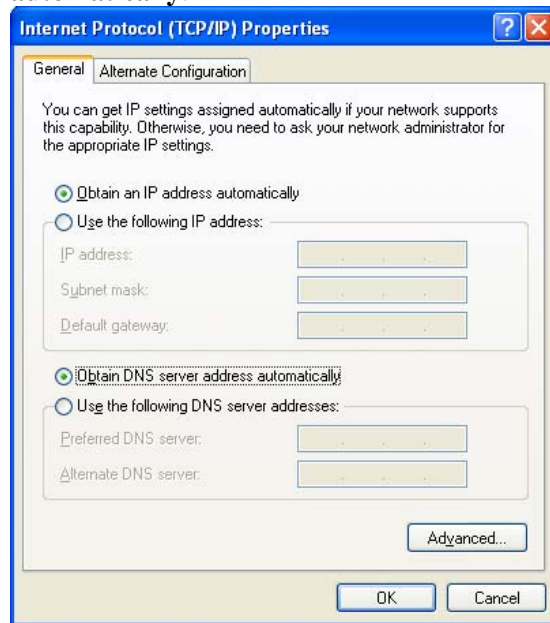 Internet Protocol (TCP/IP) Properties
General
Alternate Configuration
You can get IP settings assigned automatically if your network supports
this capability. Otherwise, you need to ask your network administrator for
the appropriate IP settings.
Obtain an IP address automatically
Use the following IP address:
IP address:
Subnet mask:
Default gateway:
Obtain DNS server address automatically
Use the following DNS server addresses:
Preferred DNS server:
Alternate DNS server:
Advanced...
OK
Cancel